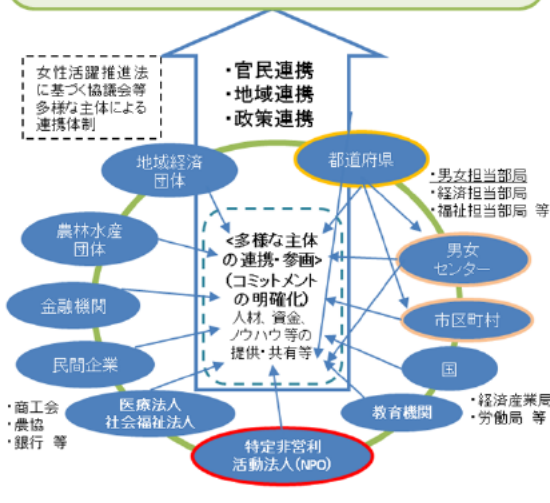 女性活躍推進法
に基づく協議会等
多様な主体による
連携体制
・官民連携
・地域連携
・政策連携
地域経済
団体
都道府県
・男女担当部局
・経済担当部局
・福祉担当部局 等
農林水産
団体
<多様な主体
の連携・参画>
(コミットメント
の明確化)
人材、資金、
ノウハウ等の
提供・共有等
男女
センター
金融機関
市区町村
民間企業
国
・経済産業局
・労働局 等
・商工会
・農協
・銀行 等
医療法人
社会福祉法人
教育機関
特定非営利
活動法人(NPO)